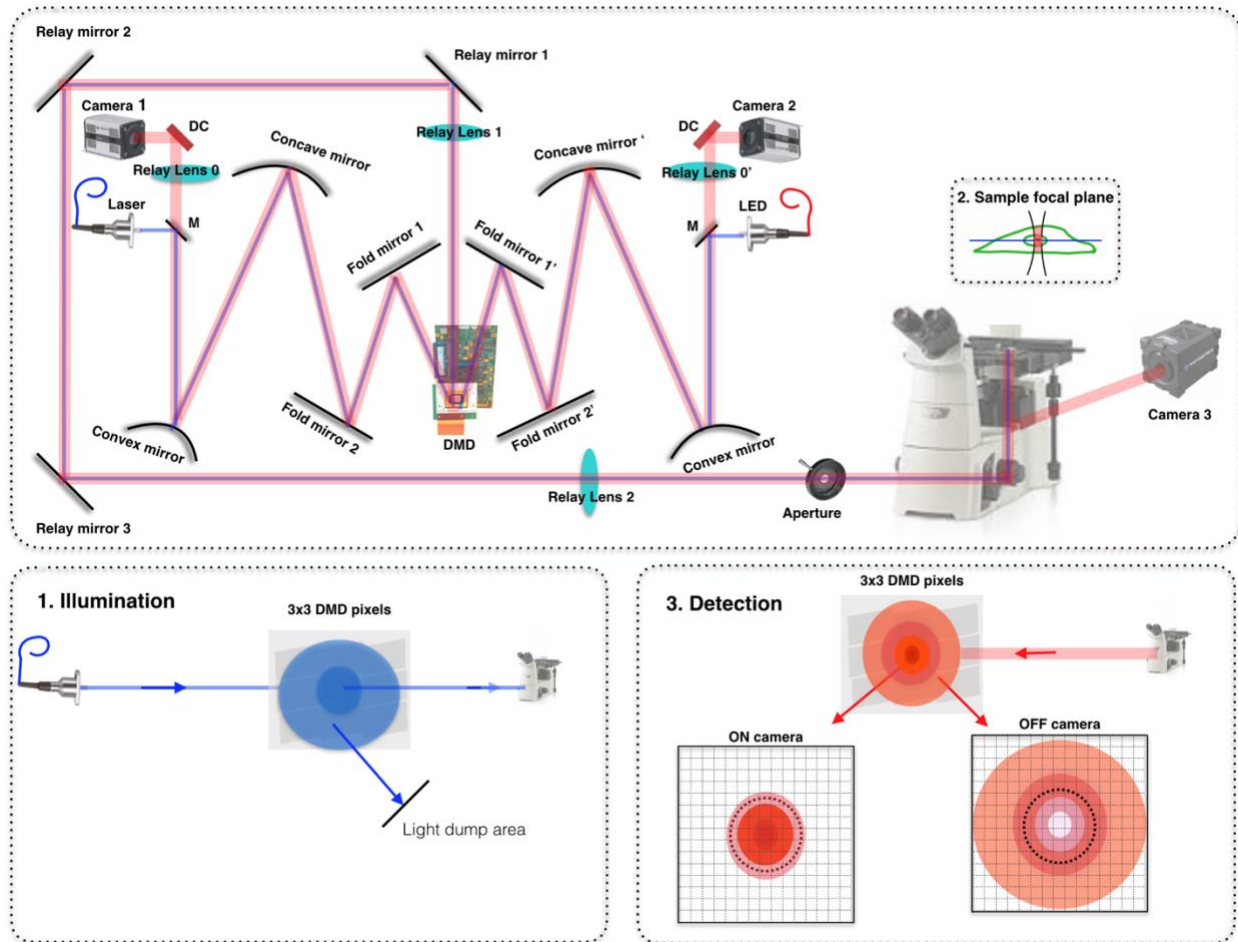 Relay mirror 2
Relay mirror 1
Camera 1
DC
Relay Lens 0
Laser
M
Concave mirror
Relay Lens 1
Concave mirror '
DC
Camera 2
Relay Lens 0'
LED
M
2. Sample focal plane
Fold mirror 1
Fold mirror 1'
Camera 3
Convex mirror
Fold mirror 2
DMD
Fold mirror 2'
Convex mirror
Relay mirror 3
Relay Lens 2
Aperture
1. Illumination
3x3 DMD pixels
Light dump area
3. Detection
3x3 DMD pixels
ON camera
OFF camera